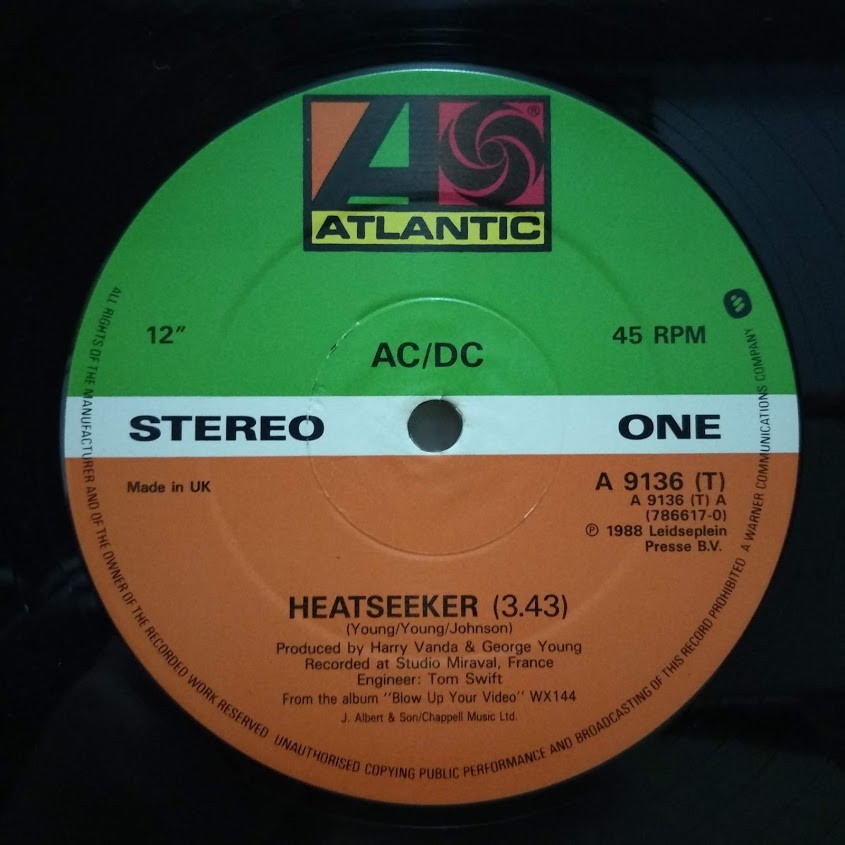 ATLANTIC
®
12″ 45 RPM
AC/DC
STEREO ONE
Made in UK
A 9136 (T)
A 9136 (T) A
(786617-0)
℗ 1988 Leidseplein
Presse B.V.
HEATSEEKER (3.43)
(Young/Young/Johnson)
Produced by Harry Vanda & George Young
Recorded at Studio Miraval, France
Engineer: Tom Swift
From the album "Blow Up Your Video" WX144
J. Albert & Son/Chappell Music Ltd.
ALL RIGHTS OF THE MANUFACTURER AND OF THE OWNER OF THE RECORDED WORK RESERVED UNAUTHORISED COPYING PUBLIC PERFORMANCE AND BROADCASTING OF THIS RECORD PROHIBITED A WARNER COMMUNICATIONS COMPANY